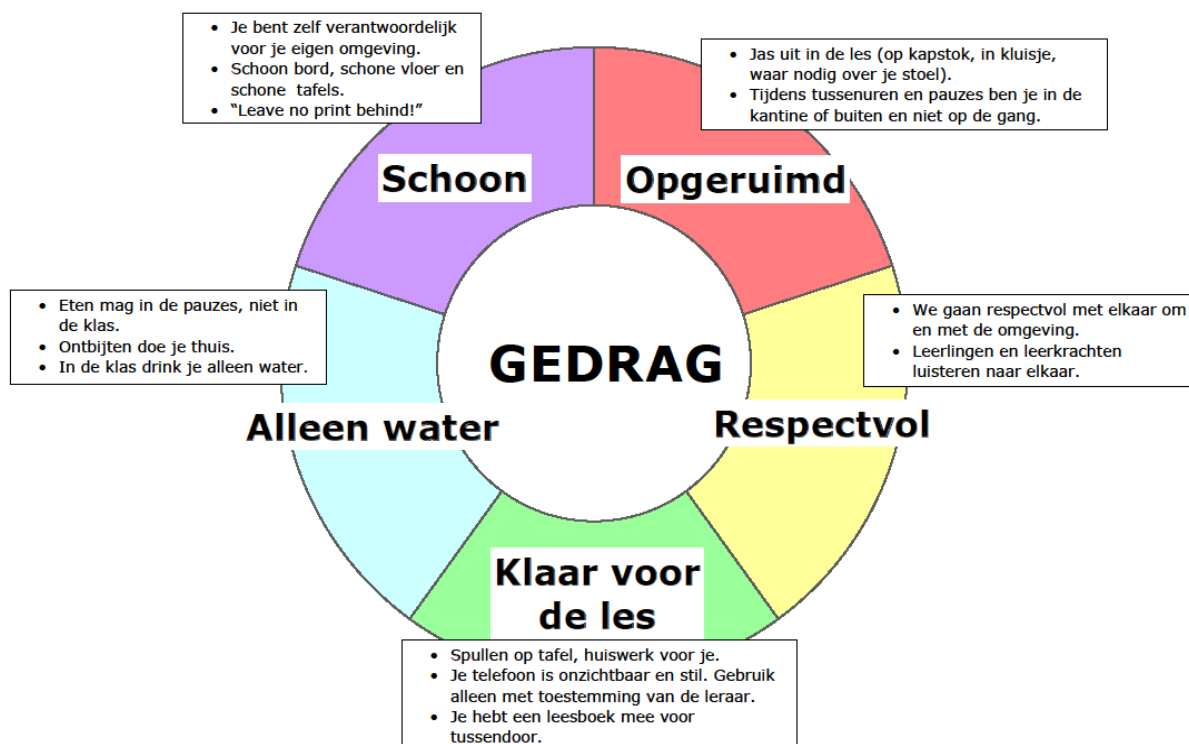 • Je bent zelf verantwoordelijk
voor je eigen omgeving.
• Schoon bord, schone vloer en
schone tafels.
• “Leave no print behind!”
Schoon
• Jas uit in de les (op kapstok, in kluisje,
waar nodig over je stoel).
• Tijdens tussenuren en pauzes ben je in de
kantine of buiten en niet op de gang.
Opgeruimd
• Eten mag in de pauzes, niet in
de klas.
• Ontbijten doe je thuis.
• In de klas drink je alleen water.
Alleen water
GEDRAG
• We gaan respectvol met elkaar om
en met de omgeving.
• Leerlingen en leerkrachten
luisteren naar elkaar.
Respectvol
Klaar voor
de les
• Spullen op tafel, huiswerk voor je.
• Je telefoon is onzichtbaar en stil. Gebruik
alleen met toestemming van de leraar.
• Je hebt een leesboek mee voor
tussendoor.